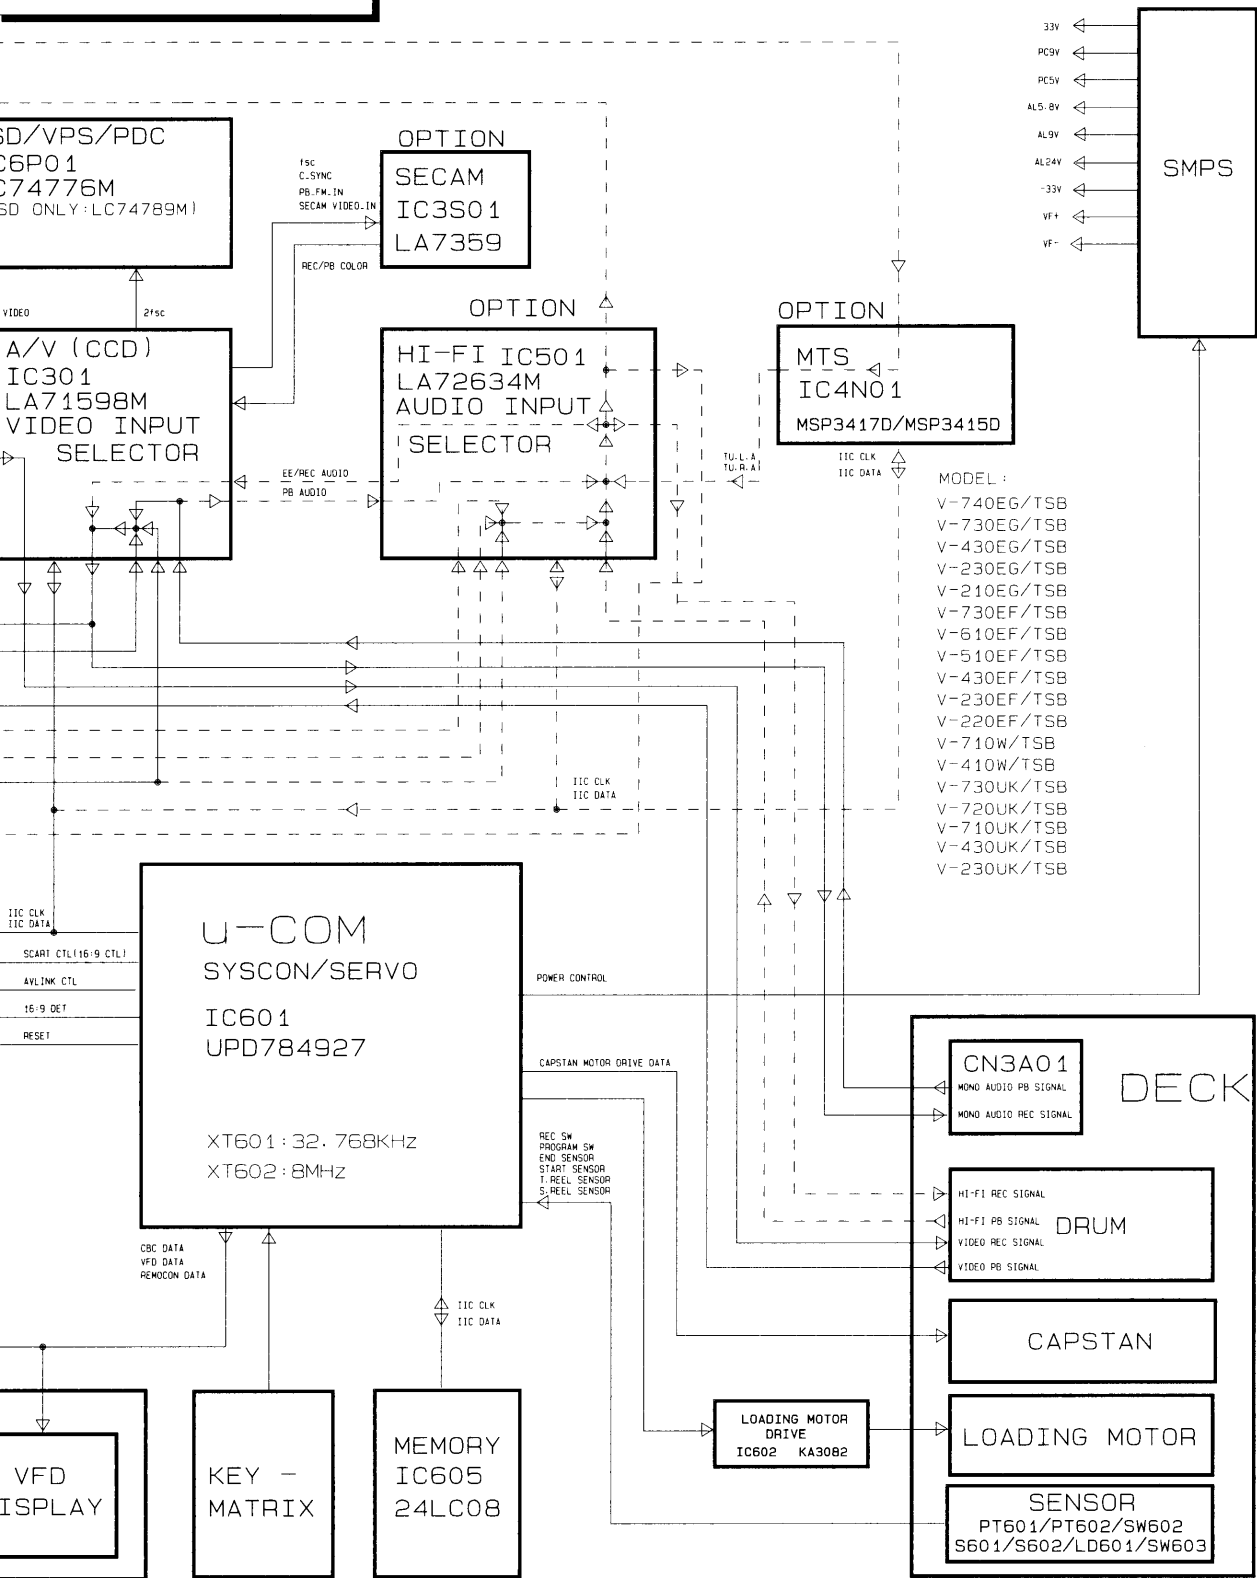 33V
PC9V
PC5V
AL5.8V
AL9V
AL24V
-33V
VF+
VF-
SMPS
SD/VPS/PDC
C6P01
C74776M
SD ONLY:LC74789M)
OPTION
SECAM
IC3S01
LA7359
fsc
C.SYNC
PB.FM.IN
SECAM VIDEO.IN
REC/PB COLOR
VIDEO
2fsc
A/V (CCD)
IC301
LA71598M
VIDEO INPUT
SELECTOR
OPTION
HI-FI IC501
LA72634M
AUDIO INPUT
SELECTOR
EE/REC AUDIO
PB AUDIO
OPTION
MTS
IC4N01
MSP3417D/MSP3415D
TU.L.A
TU.R.A
IIC CLK
IIC DATA
MODEL:
V-740EG/TSB
V-730EG/TSB
V-430EG/TSB
V-230EG/TSB
V-210EG/TSB
V-730EF/TSB
V-610EF/TSB
V-510EF/TSB
V-430EF/TSB
V-230EF/TSB
V-220EF/TSB
V-710W/TSB
V-410W/TSB
V-730UK/TSB
V-720UK/TSB
V-710UK/TSB
V-430UK/TSB
V-230UK/TSB
IIC CLK
IIC DATA
IIC CLK
IIC DATA
SCART CTL(16:9 CTL)
AVLINK CTL
16:9 DET
RESET
u-COM
SYSCON/SERVO
IC601
UPD784927
XT601:32.768KHz
XT602:8MHz
POWER CONTROL
CAPSTAN MOTOR DRIVE DATA
REC SW
PROGRAM SW
END SENSOR
START SENSOR
T.REEL SENSOR
S.REEL SENSOR
CBC DATA
VFD DATA
REMOCON DATA
IIC CLK
IIC DATA
VFD
ISPLAY
KEY -
MATRIX
MEMORY
IC605
24LC08
LOADING MOTOR
DRIVE
IC602 KA3082
DECK
CN3A01
MONO AUDIO PB SIGNAL
MONO AUDIO REC SIGNAL
HI-FI REC SIGNAL
HI-FI PB SIGNAL
DRUM
VIDEO REC SIGNAL
VIDEO PB SIGNAL
CAPSTAN
LOADING MOTOR
SENSOR
PT601/PT602/SW602
S601/S602/LD601/SW603